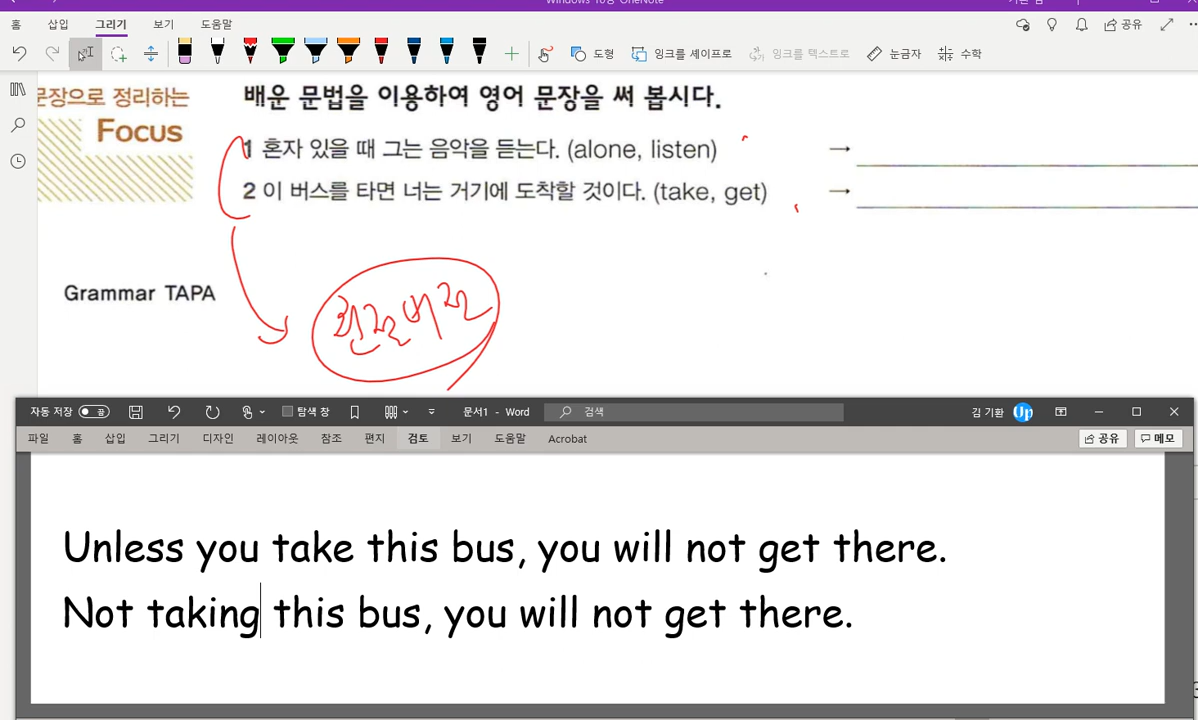 Windows 10용 OneNote
홈 삽입 그리기 보기 도움말
공유
도형 잉크를 셰이프로 잉크를 텍스트로 눈금자 수학
문장으로 정리하는
Focus
배운 문법을 이용하여 영어 문장을 써 봅시다.
1 혼자 있을 때 그는 음악을 듣는다. (alone, listen) →
2 이 버스를 타면 너는 거기에 도착할 것이다. (take, get) →
Grammar TAPA
자동 저장 끔 탐색 창 문서1 - Word 검색 김 기환 Up
파일 홈 삽입 그리기 디자인 레이아웃 참조 편지 검토 보기 도움말 Acrobat 공유 메모
Unless you take this bus, you will not get there.
Not taking this bus, you will not get there.